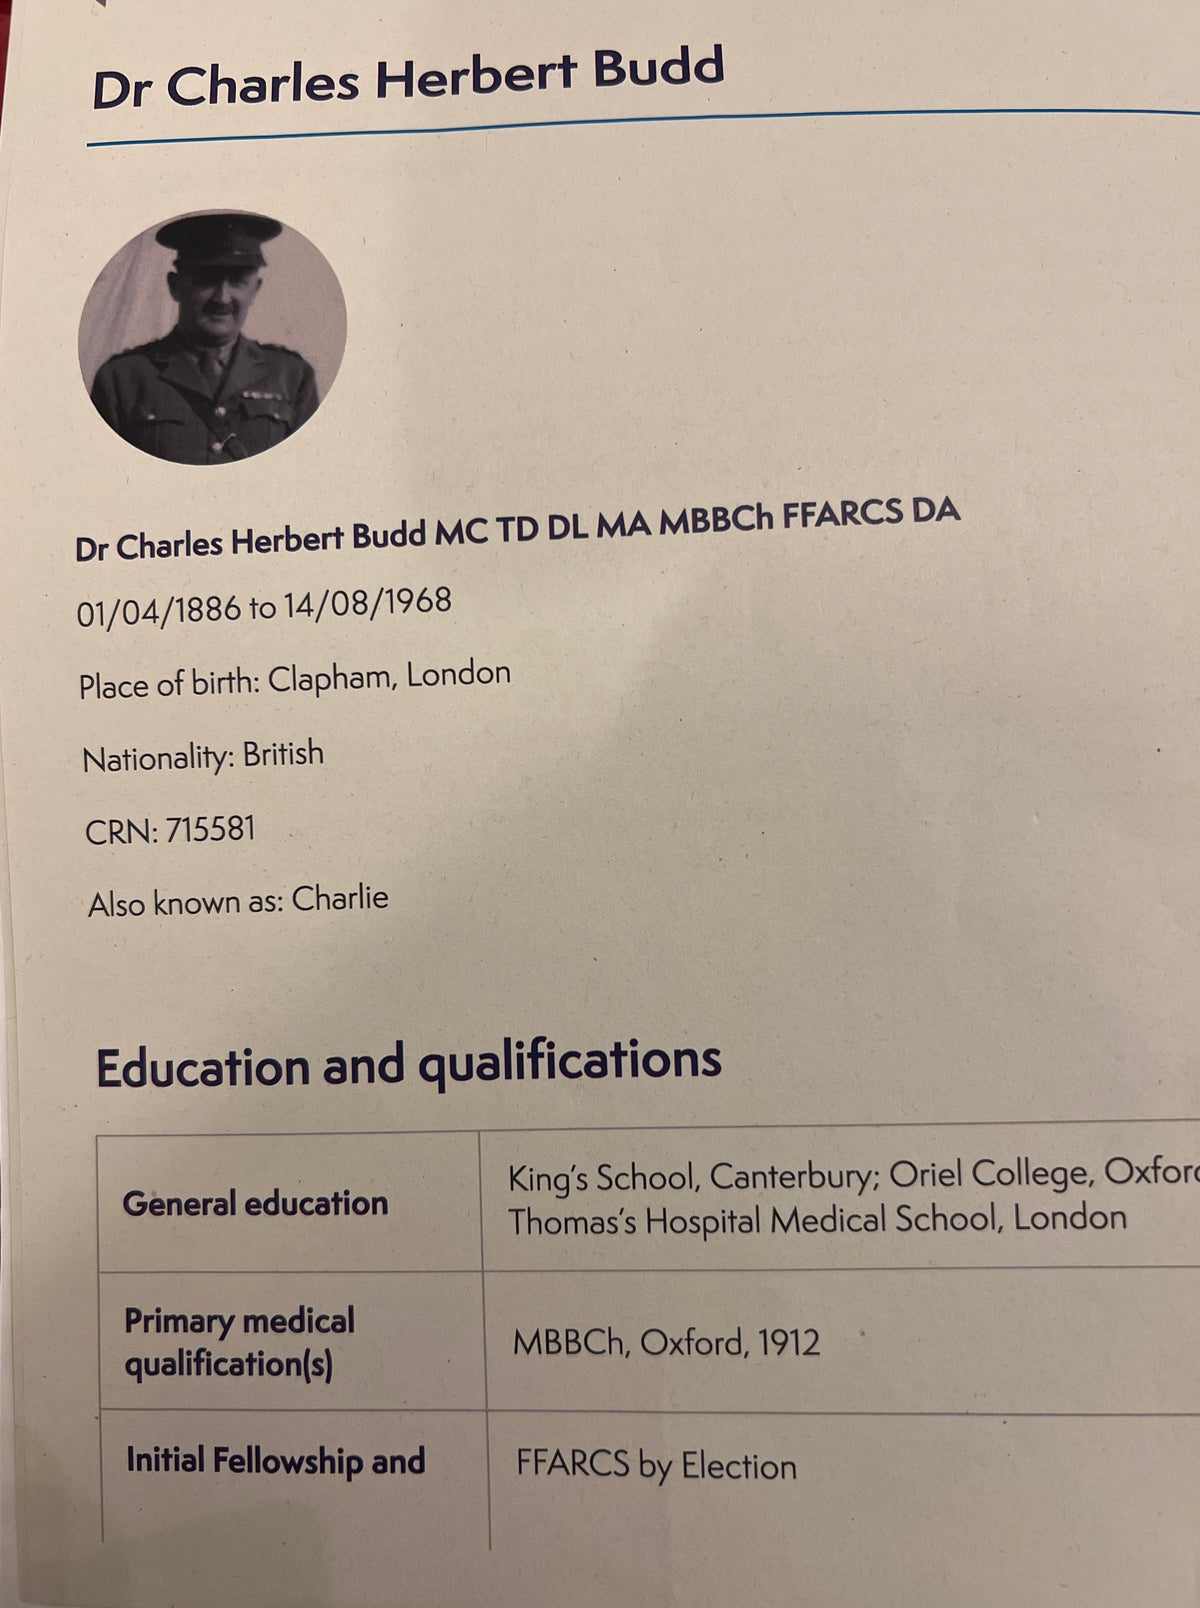 Dr Charles Herbert Budd
Dr Charles Herbert Budd MC TD DL MA MBBCh FFARCS DA
01/04/1886 to 14/08/1968
Place of birth: Clapham, London
Nationality: British
CRN: 715581
Also known as: Charlie
Education and qualifications
General education
King's School, Canterbury; Oriel College, Oxford
Thomas's Hospital Medical School, London
Primary medical
qualification(s)
MBBCh, Oxford, 1912
Initial Fellowship and
FFARCS by Election